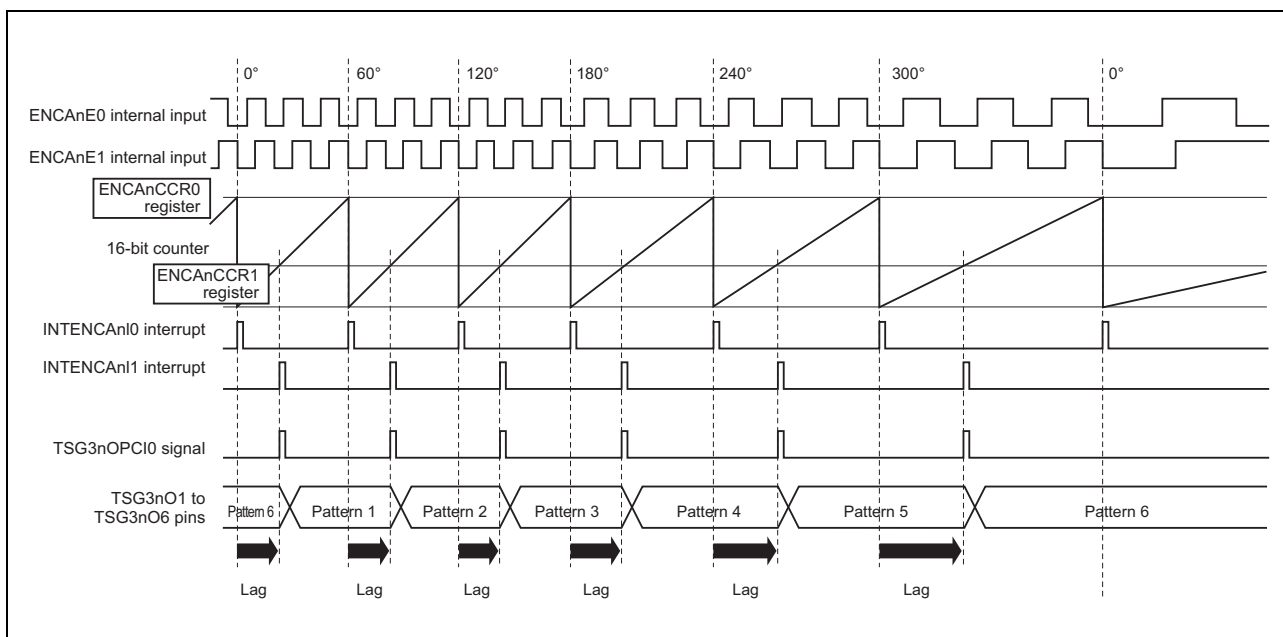 0° 60° 120° 180° 240° 300° 0°
ENCAnE0 internal input
ENCAnE1 internal input
ENCAnCCR0
register
16-bit counter
ENCAnCCR1
register
INTENCAnI0 interrupt
INTENCAnI1 interrupt
TSG3nOPCI0 signal
TSG3nO1 to
TSG3nO6 pins
Pattern 6 Pattern 1 Pattern 2 Pattern 3 Pattern 4 Pattern 5 Pattern 6
Lag Lag Lag Lag Lag Lag